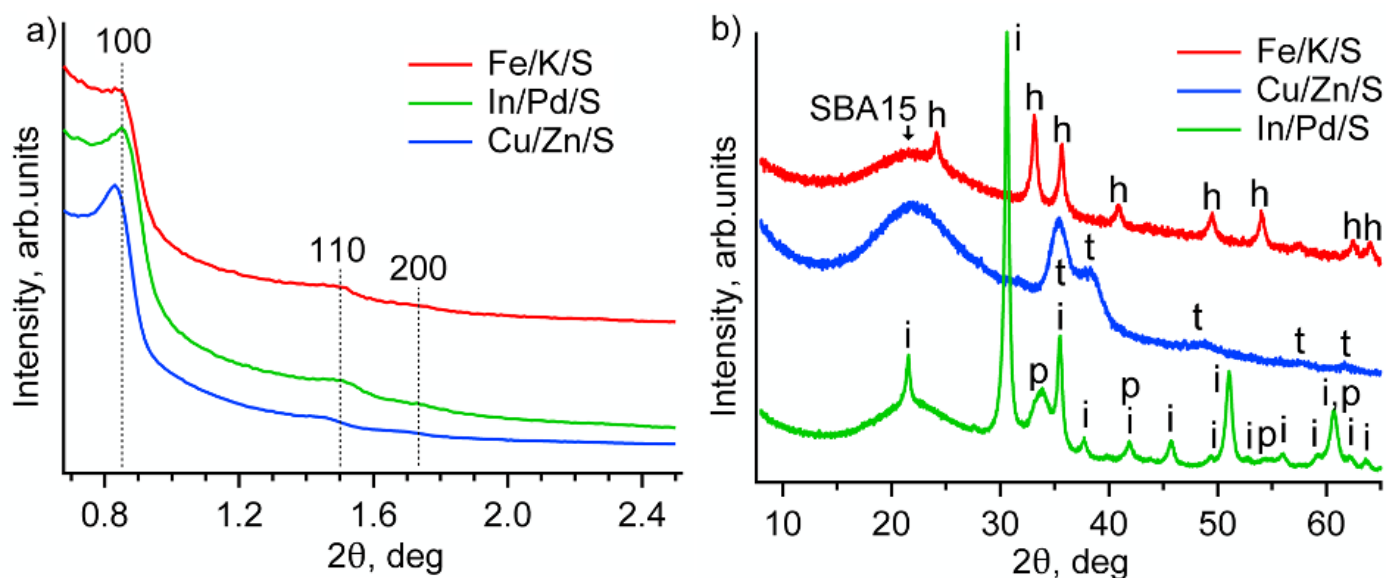 a)
100
Fe/K/S
In/Pd/S
Cu/Zn/S
110
200
Intensity, arb.units
0.8 1.2 1.6 2.0 2.4
2θ, deg
b)
i
Fe/K/S
Cu/Zn/S
In/Pd/S
SBA15
h h h h h h hh
t t t t t
i p i p i i i i i p i i i,p i i
Intensity, arb.units
10 20 30 40 50 60
2θ, deg